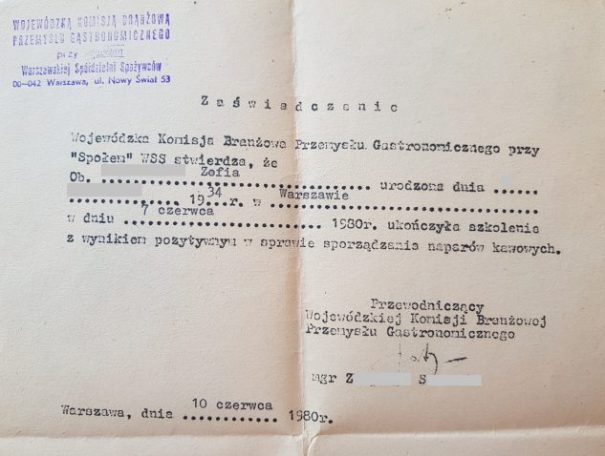 WOJEWÓDZKA KOMISJA BRANŻOWA
PRZEMYSŁU GASTRONOMICZNEGO
przy
Warszawskiej Spółdzielni Spożywców
00-042 Warszawa, ul. Nowy Świat 53
Zaświadczenie
Wojewódzka Komisja Branżowa Przemysłu Gastronomicznego przy
"Społem" WSS stwierdza, że
Ob. Zofia urodzona dnia
1934 r. w Warszawie
w dniu 7 czerwca 1980r. ukończyła szkolenie
z wynikiem pozytywnym w sprawie sporządzania naparów kawowych.
Przewodniczący
Wojewódzkiej Komisji Branżowej
Przemysłu Gastronomicznego
mgr Z S
Warszawa, dnia 10 czerwca 1980r.